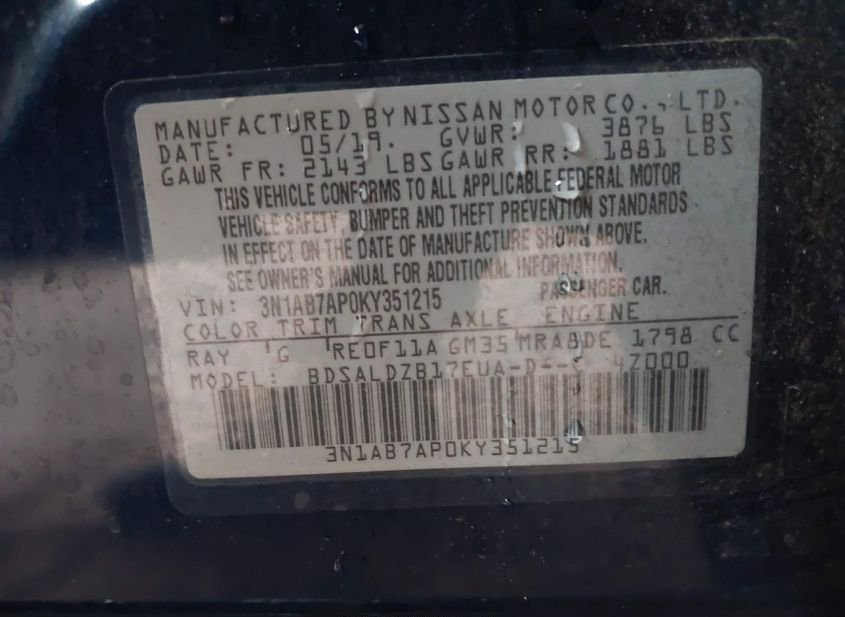 MANUFACTURED BY NISSAN MOTOR CO., LTD.
DATE: 05/19. GVWR: 3876 LBS
GAWR FR: 2143 LBS GAWR RR: 1881 LBS
THIS VEHICLE CONFORMS TO ALL APPLICABLE FEDERAL MOTOR
VEHICLE SAFETY, BUMPER AND THEFT PREVENTION STANDARDS
IN EFFECT ON THE DATE OF MANUFACTURE SHOWN ABOVE.
SEE OWNER'S MANUAL FOR ADDITIONAL INFORMATION.
VIN: 3N1AB7AP0KY351215 PASSENGER CAR.
COLOR TRIM TRANS AXLE ENGINE
RAY G RE0F11A GM35 MRA8DE 1798 CC
MODEL: BDSALDZB17EUA-D-- 4Z000
3N1AB7AP0KY351215